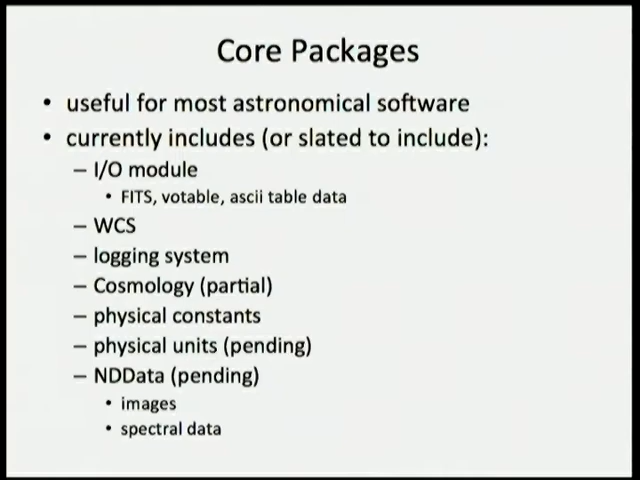 Core Packages
• useful for most astronomical software
• currently includes (or slated to include):
– I/O module
• FITS, votable, ascii table data
– WCS
– logging system
– Cosmology (partial)
– physical constants
– physical units (pending)
– NDData (pending)
• images
• spectral data